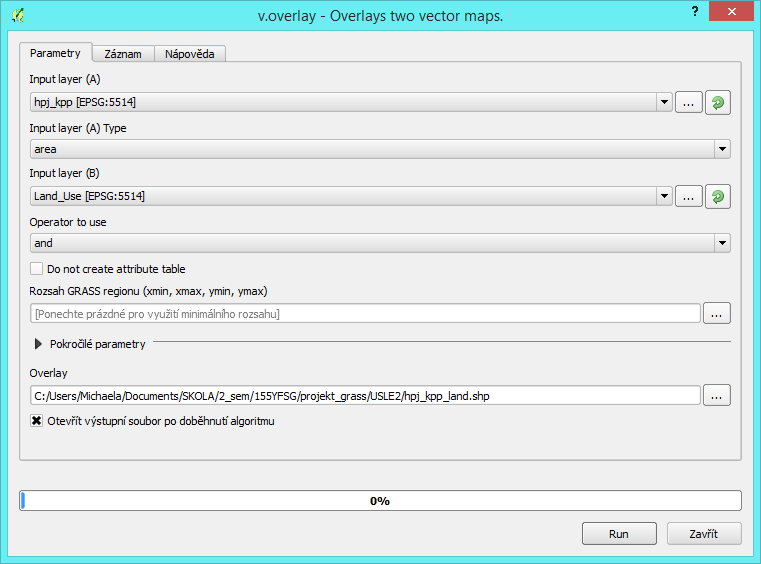 v.overlay - Overlays two vector maps.
?
Parametry Záznam Nápověda
Input layer (A)
hpj_kpp [EPSG:5514]
...
Input layer (A) Type
area
Input layer (B)
Land_Use [EPSG:5514]
...
Operator to use
and
Do not create attribute table
Rozsah GRASS regionu (xmin, xmax, ymin, ymax)
[Ponechte prázdné pro využití minimálního rozsahu]
...
Pokročilé parametry
Overlay
C:/Users/Michaela/Documents/SKOLA/2_sem/155YFSG/projekt_grass/USLE2/hpj_kpp_land.shp
...
Otevřít výstupní soubor po doběhnutí algoritmu
0%
Run Zavřít